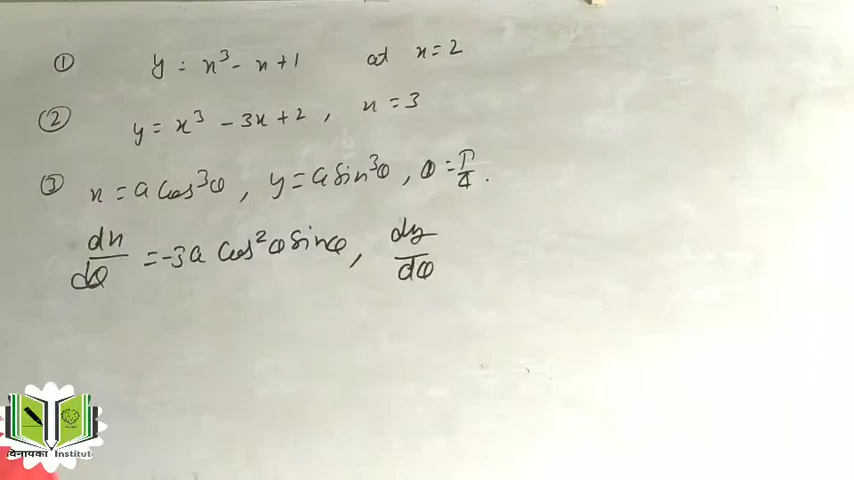 ① y = x³ - x + 1 at x = 2
② y = x³ - 3x + 2 , x = 3
③ x = a cos³θ , y = a sin³θ , θ = π/4 .
dx/dθ = -3a cos²θ sinθ , dy/dθ
विनायका Institut